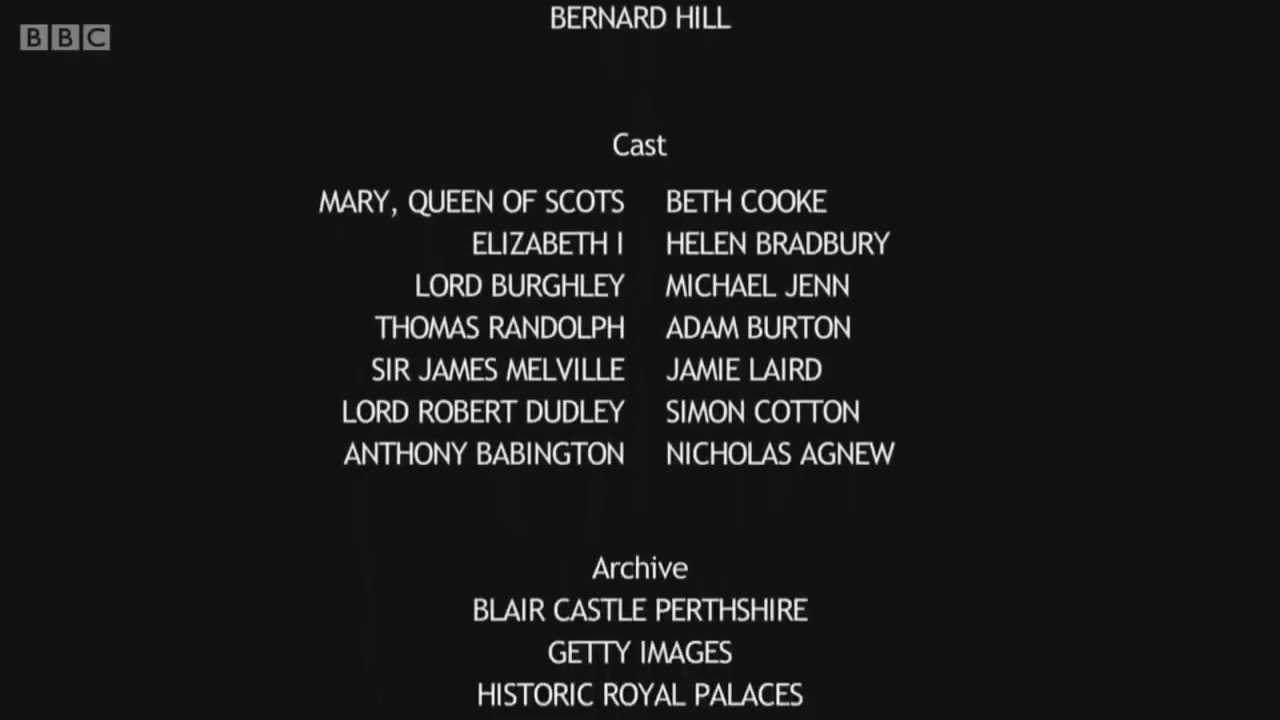 BBC
BERNARD HILL
Cast
MARY, QUEEN OF SCOTS BETH COOKE
ELIZABETH I HELEN BRADBURY
LORD BURGHLEY MICHAEL JENN
THOMAS RANDOLPH ADAM BURTON
SIR JAMES MELVILLE JAMIE LAIRD
LORD ROBERT DUDLEY SIMON COTTON
ANTHONY BABINGTON NICHOLAS AGNEW
Archive
BLAIR CASTLE PERTHSHIRE
GETTY IMAGES
HISTORIC ROYAL PALACES